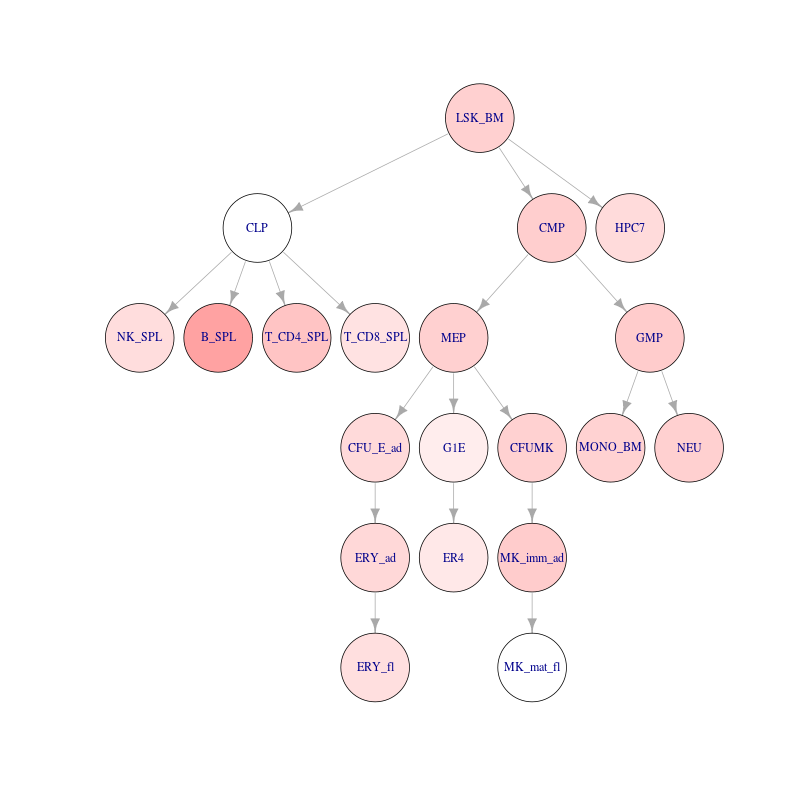 LSK_BM
CLP
CMP
HPC7
NK_SPL
B_SPL
T_CD4_SPL
T_CD8_SPL
MEP
GMP
CFU_E_ad
G1E
CFUMK
MONO_BM
NEU
ERY_ad
ER4
MK_imm_ad
ERY_fl
MK_mat_fl